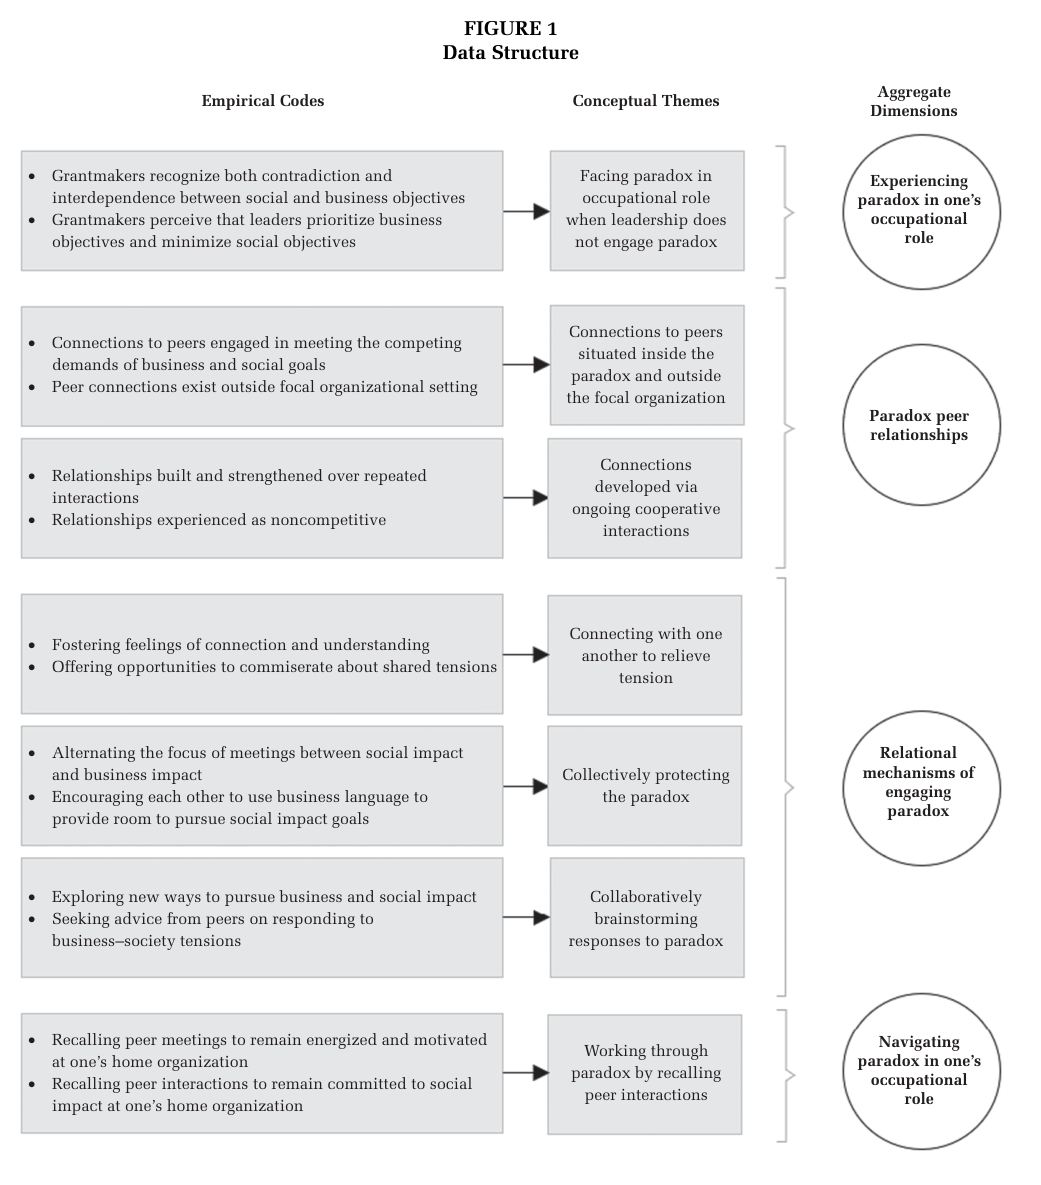 FIGURE 1
Data Structure
Empirical Codes
Conceptual Themes
Aggregate
Dimensions
• Grantmakers recognize both contradiction and
interdependence between social and business objectives
• Grantmakers perceive that leaders prioritize business
objectives and minimize social objectives
Facing paradox in
occupational role
when leadership does
not engage paradox
Experiencing
paradox in one’s
occupational
role
• Connections to peers engaged in meeting the competing
demands of business and social goals
• Peer connections exist outside focal organizational setting
Connections to peers
situated inside the
paradox and outside
the focal organization
Paradox peer
relationships
• Relationships built and strengthened over repeated
interactions
• Relationships experienced as noncompetitive
Connections
developed via
ongoing cooperative
interactions
• Fostering feelings of connection and understanding
• Offering opportunities to commiserate about shared tensions
Connecting with one
another to relieve
tension
• Alternating the focus of meetings between social impact
and business impact
• Encouraging each other to use business language to
provide room to pursue social impact goals
Collectively protecting
the paradox
Relational
mechanisms of
engaging
paradox
• Exploring new ways to pursue business and social impact
• Seeking advice from peers on responding to
business–society tensions
Collaboratively
brainstorming
responses to paradox
• Recalling peer meetings to remain energized and motivated
at one’s home organization
• Recalling peer interactions to remain committed to social
impact at one’s home organization
Working through
paradox by recalling
peer interactions
Navigating
paradox in one’s
occupational
role